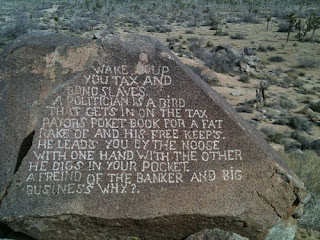 WAKE UP
YOU TAX AND
BOND SLAVES.
A POLITICIAN IS A BIRD
THAT GETS IN ON THE TAX
PAYORS POKET BOOK FOR A FAT
RAKE OF AND HIS FREE KEEPS.
HE LEADS YOU BY THE NOOSE
WITH ONE HAND WITH THE OTHER
HE DIGS IN YOUR POCKET
A FREIND OF THE BANKER AND BIG
BUSINESS WHY?.